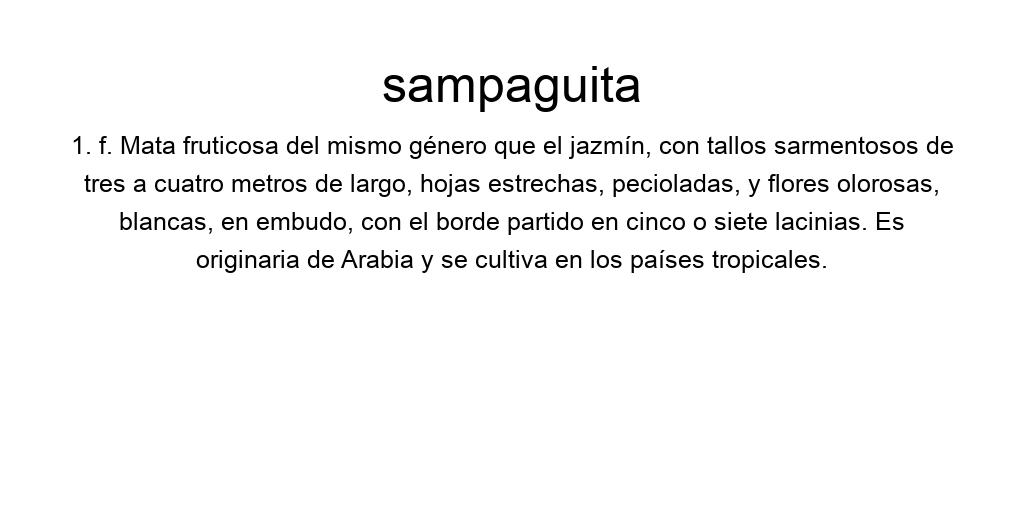 sampaguita
1. f. Mata fruticosa del mismo género que el jazmín, con tallos sarmentosos de
tres a cuatro metros de largo, hojas estrechas, pecioladas, y flores olorosas,
blancas, en embudo, con el borde partido en cinco o siete lacinias. Es
originaria de Arabia y se cultiva en los países tropicales.